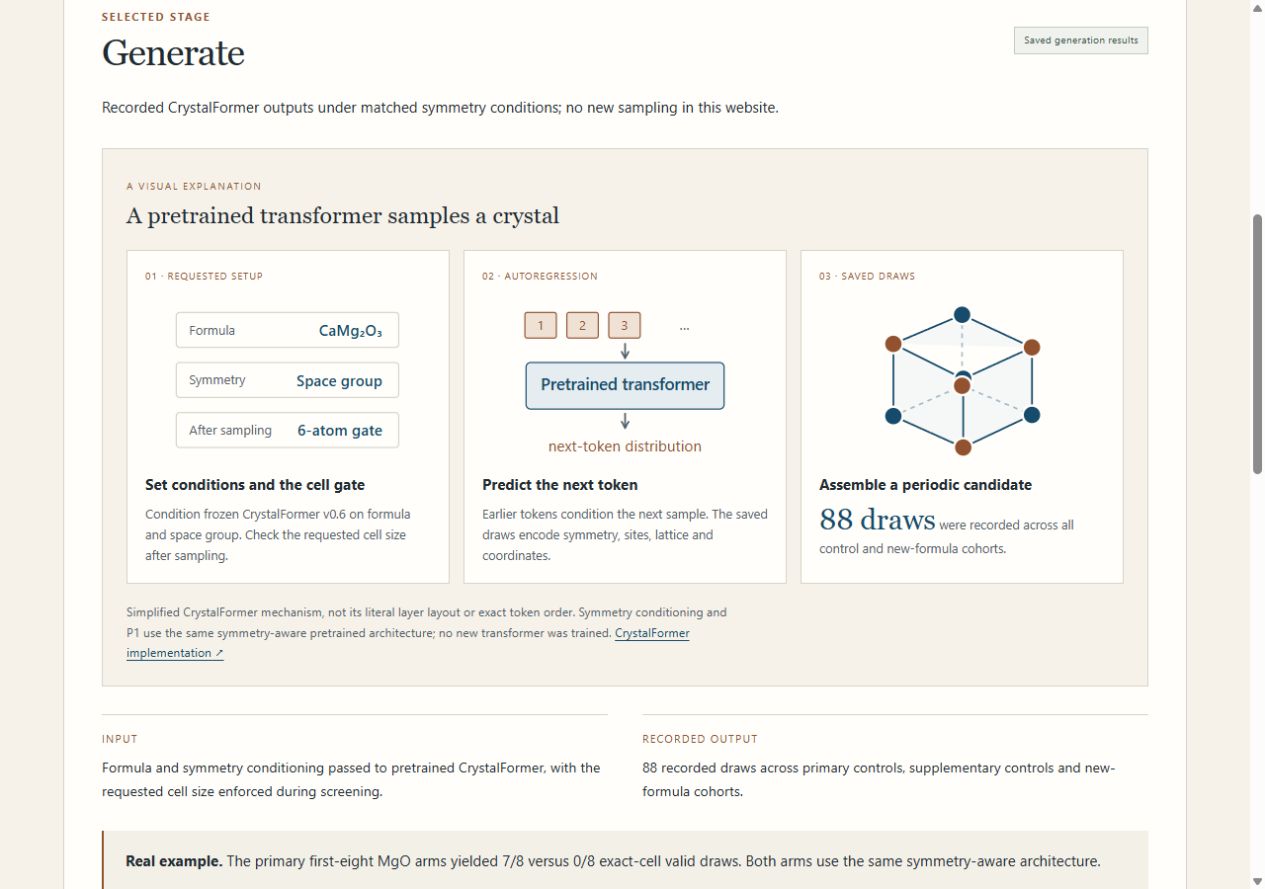 SELECTED STAGE
Generate
Saved generation results
Recorded CrystalFormer outputs under matched symmetry conditions; no new sampling in this website.
A VISUAL EXPLANATION
A pretrained transformer samples a crystal
01 · REQUESTED SETUP
Formula CaMg₂O₃
Symmetry Space group
After sampling 6-atom gate
Set conditions and the cell gate
Condition frozen CrystalFormer v0.6 on formula
and space group. Check the requested cell size
after sampling.
02 · AUTOREGRESSION
1 2 3 ...
Pretrained transformer
next-token distribution
Predict the next token
Earlier tokens condition the next sample. The saved
draws encode symmetry, sites, lattice and
coordinates.
03 · SAVED DRAWS
Assemble a periodic candidate
88 draws were recorded across all
control and new-formula cohorts.
Simplified CrystalFormer mechanism, not its literal layer layout or exact token order. Symmetry conditioning and
P1 use the same symmetry-aware pretrained architecture; no new transformer was trained. CrystalFormer
implementation ↗
INPUT
Formula and symmetry conditioning passed to pretrained CrystalFormer, with the
requested cell size enforced during screening.
RECORDED OUTPUT
88 recorded draws across primary controls, supplementary controls and new-
formula cohorts.
Real example. The primary first-eight MgO arms yielded 7/8 versus 0/8 exact-cell valid draws. Both arms use the same symmetry-aware architecture.